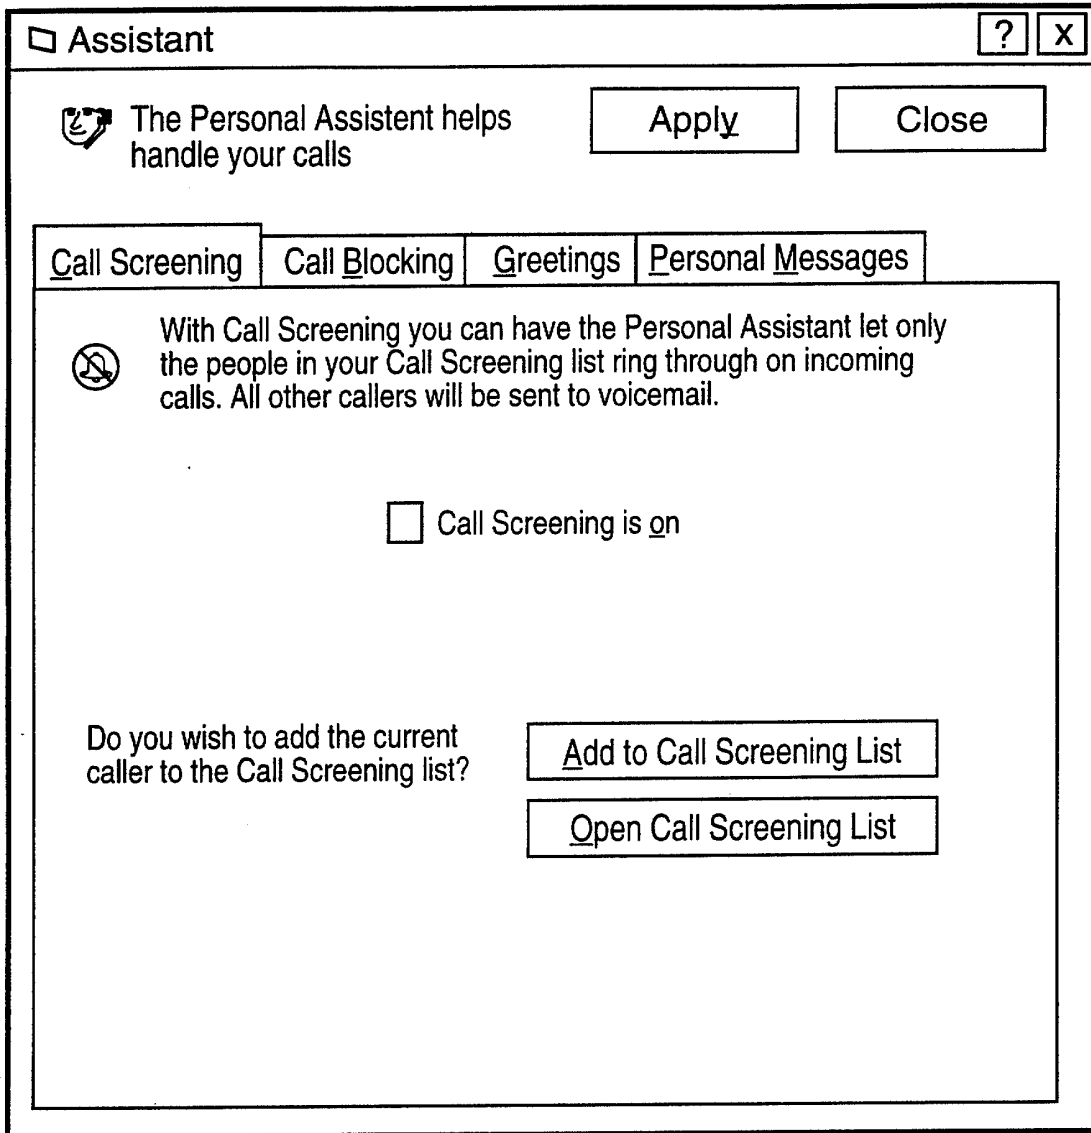 Assistant ? X
The Personal Assistent helps
handle your calls
Apply Close
Call Screening Call Blocking Greetings Personal Messages
With Call Screening you can have the Personal Assistant let only
the people in your Call Screening list ring through on incoming
calls. All other callers will be sent to voicemail.
Call Screening is on
Do you wish to add the current
caller to the Call Screening list?
Add to Call Screening List
Open Call Screening List